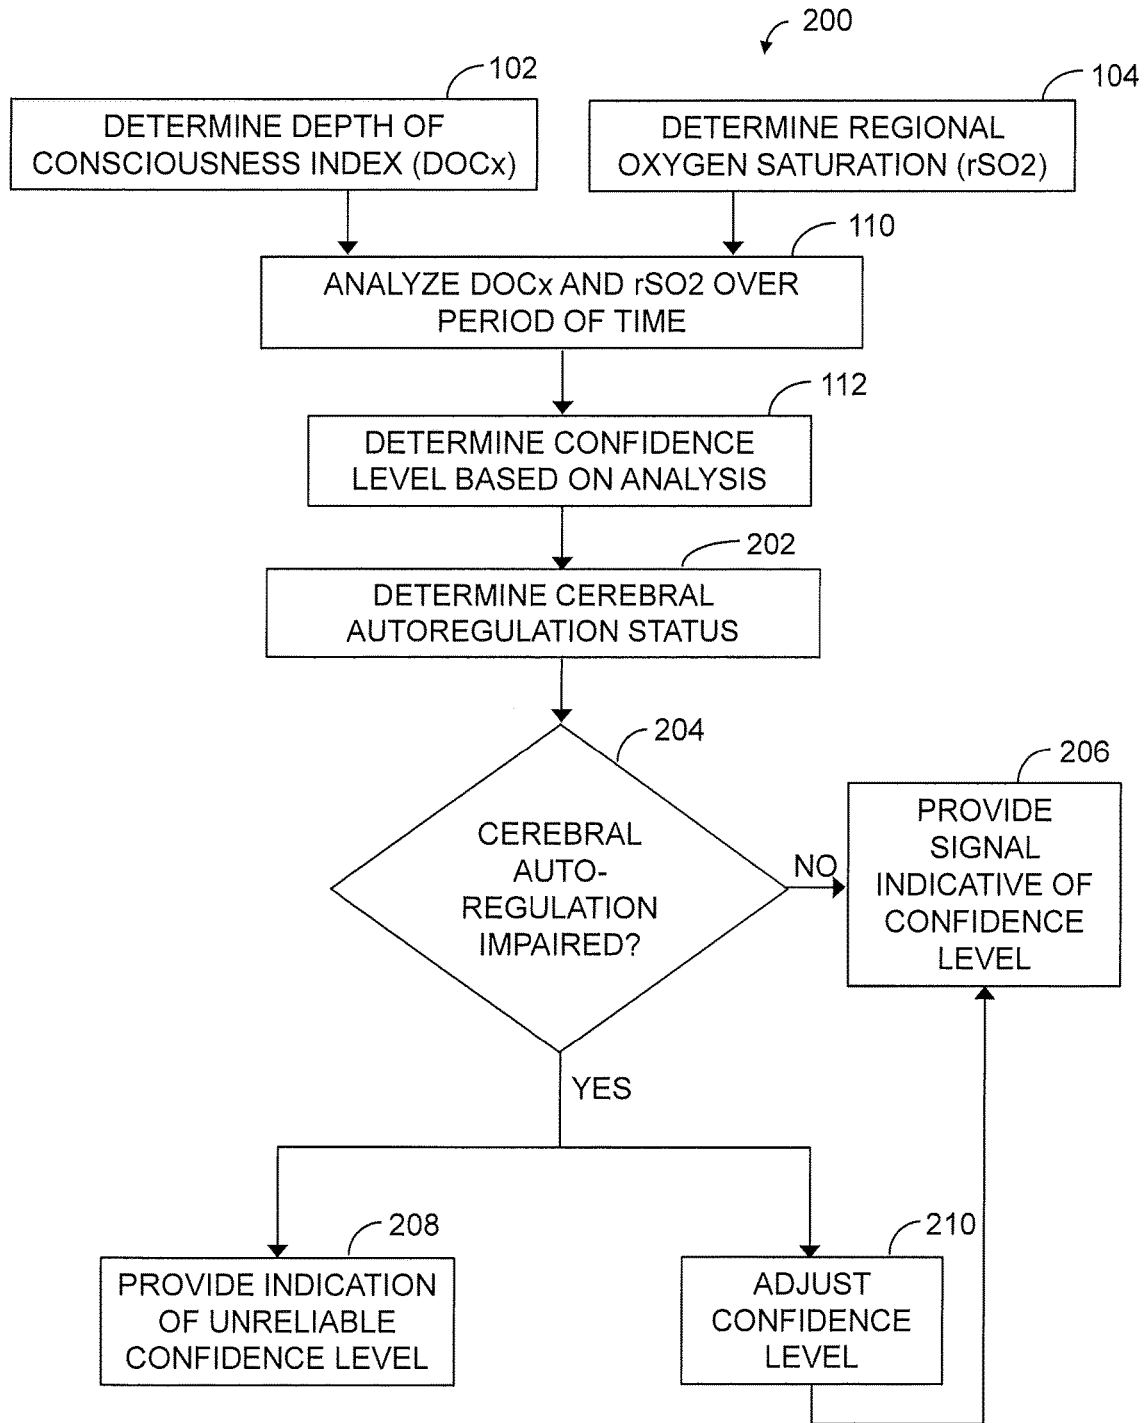 200
102
DETERMINE DEPTH OF
CONSCIOUSNESS INDEX (DOCx)
104
DETERMINE REGIONAL
OXYGEN SATURATION (rSO2)
110
ANALYZE DOCx AND rSO2 OVER
PERIOD OF TIME
112
DETERMINE CONFIDENCE
LEVEL BASED ON ANALYSIS
202
DETERMINE CEREBRAL
AUTOREGULATION STATUS
204
CEREBRAL
AUTO-
REGULATION
IMPAIRED?
NO
206
PROVIDE
SIGNAL
INDICATIVE OF
CONFIDENCE
LEVEL
YES
208
PROVIDE INDICATION
OF UNRELIABLE
CONFIDENCE LEVEL
210
ADJUST
CONFIDENCE
LEVEL